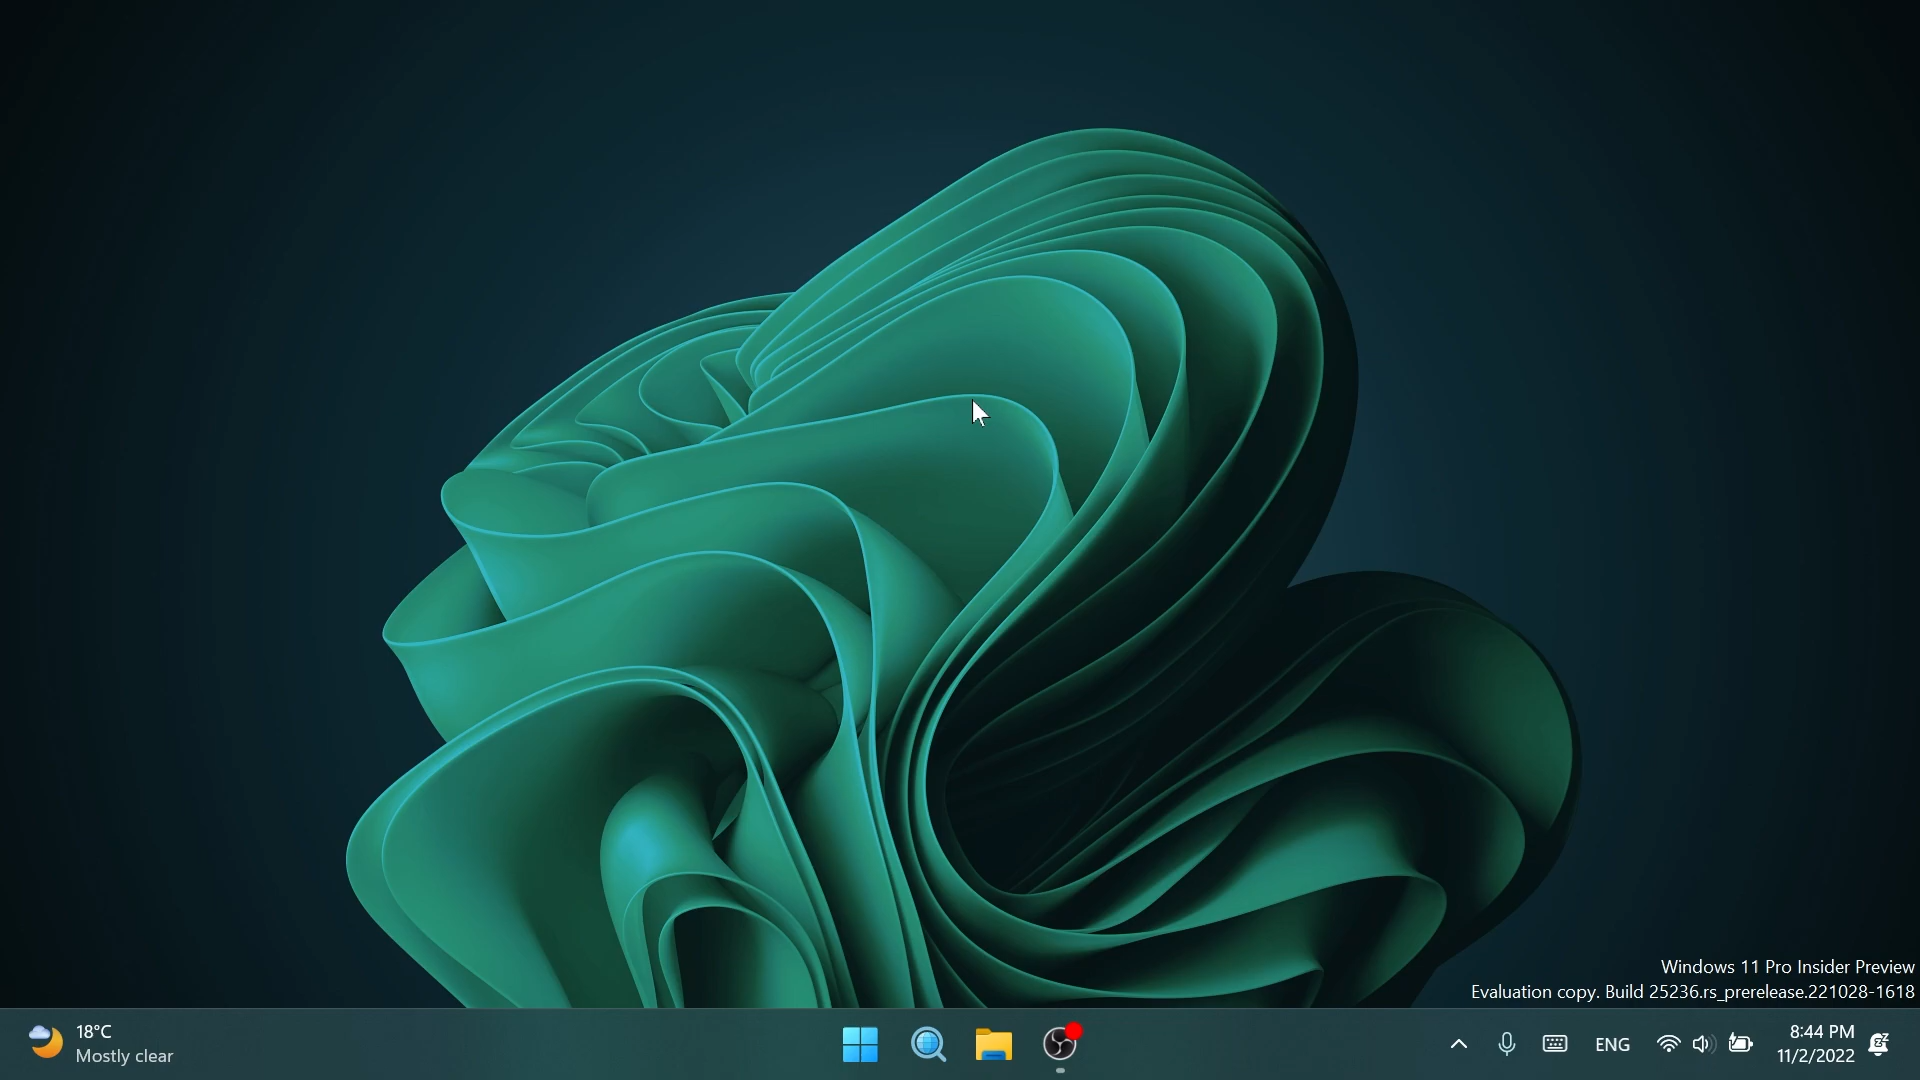 Windows 11 Pro Insider Preview
Evaluation copy. Build 25236.rs_prerelease.221028-1618
18°C
Mostly clear
ENG
8:44 PM
11/2/2022